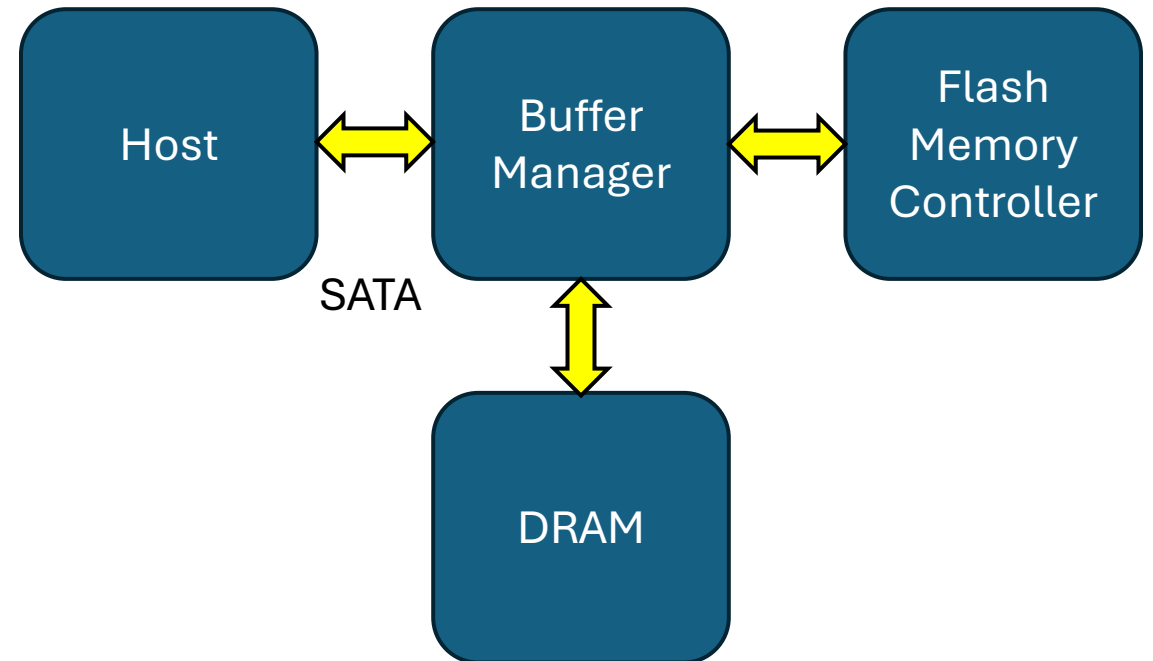 Host
Buffer
Manager
Flash
Memory
Controller
SATA
DRAM